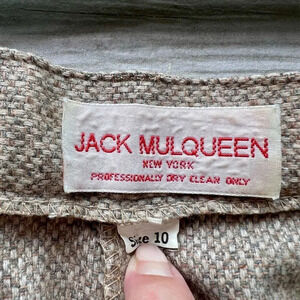 JACK MULQUEEN
NEW YORK
PROFESSIONALLY DRY CLEAN ONLY
Size 10